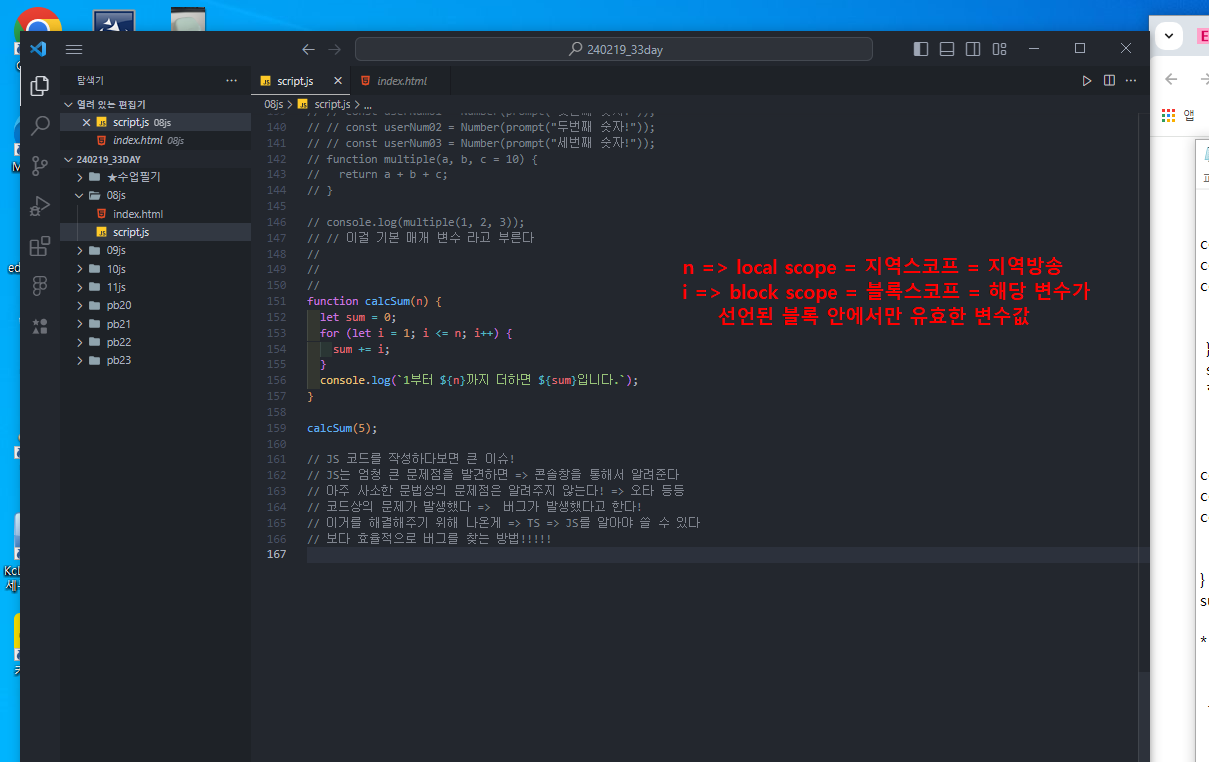 240219_33day
탐색기
script.js
index.html
열려 있는 편집기
script.js 08js
index.html 08js
240219_33DAY
★수업필기
08js
index.html
script.js
09js
10js
11js
pb20
pb21
pb22
pb23
08js > script.js > ...
140 // // const userNum02 = Number(prompt("두번째 숫자!"));
141 // // const userNum03 = Number(prompt("세번째 숫자!"));
142 // function multiple(a, b, c = 10) {
143 //   return a + b + c;
144 // }
145
146 // console.log(multiple(1, 2, 3));
147 // // 이걸 기본 매개 변수 라고 부른다
148 //
149 //
150 //
151 function calcSum(n) {
152   let sum = 0;
153   for (let i = 1; i <= n; i++) {
154     sum += i;
155   }
156   console.log(`1부터 ${n}까지 더하면 ${sum}입니다.`);
157 }
158
159 calcSum(5);
160
161 // JS 코드를 작성하다보면 큰 이슈!
162 // JS는 엄청 큰 문제점을 발견하면 => 콘솔창을 통해서 알려준다
163 // 아주 사소한 문법상의 문제점은 알려주지 않는다! => 오타 등등
164 // 코드상의 문제가 발생했다 =>  버그가 발생했다고 한다!
165 // 이거를 해결해주기 위해 나온게 => TS => JS를 알아야 쓸 수 있다
166 // 보다 효율적으로 버그를 찾는 방법!!!!!
167
n => local scope = 지역스코프 = 지역방송
i => block scope = 블록스코프 = 해당 변수가
선언된 블록 안에서만 유효한 변수값
앱